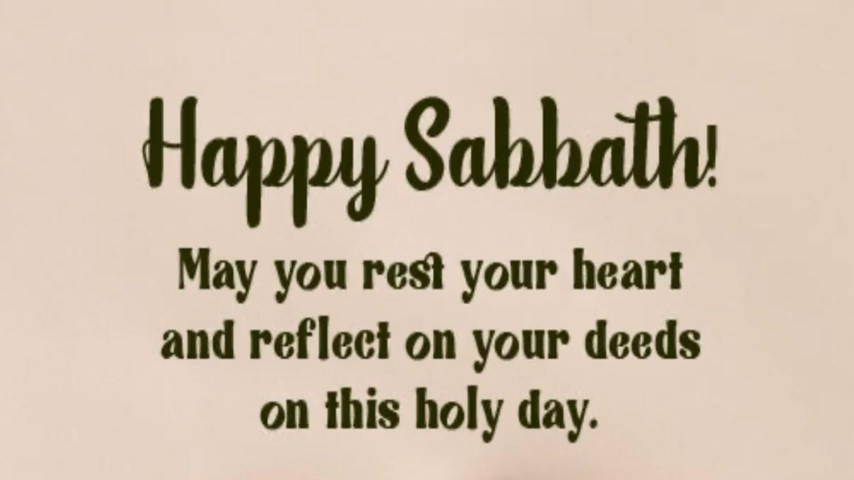 Happy Sabbath!
May you rest your heart
and reflect on your deeds
on this holy day.